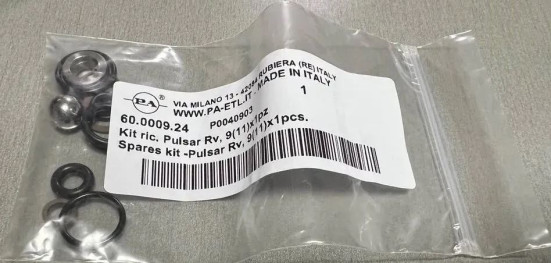 PA
VIA MILANO 13 - 42048 RUBIERA (RE) ITALY
WWW.PA-ETL.IT - MADE IN ITALY
60.0009.24 P0040903 1
Kit ric. Pulsar Rv, 9(11)x1pz
Spares kit -Pulsar Rv, 9(11)x1pcs.